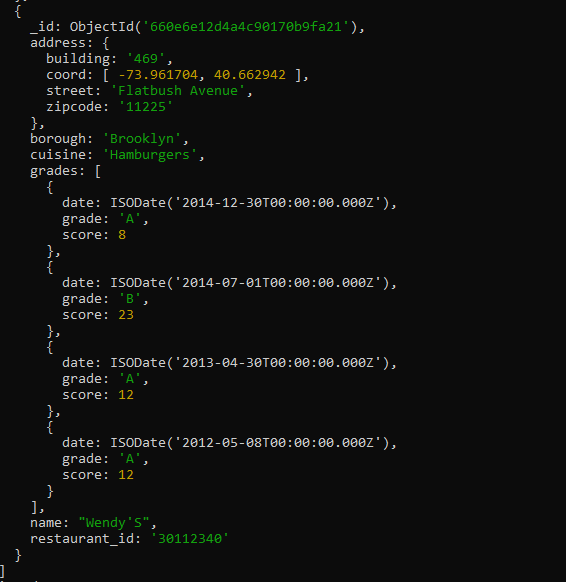 {
_id: ObjectId('660e6e12d4a4c90170b9fa21'),
address: {
building: '469',
coord: [ -73.961704, 40.662942 ],
street: 'Flatbush Avenue',
zipcode: '11225'
},
borough: 'Brooklyn',
cuisine: 'Hamburgers',
grades: [
{
date: ISODate('2014-12-30T00:00:00.000Z'),
grade: 'A',
score: 8
},
{
date: ISODate('2014-07-01T00:00:00.000Z'),
grade: 'B',
score: 23
},
{
date: ISODate('2013-04-30T00:00:00.000Z'),
grade: 'A',
score: 12
},
{
date: ISODate('2012-05-08T00:00:00.000Z'),
grade: 'A',
score: 12
}
],
name: "Wendy'S",
restaurant_id: '30112340'
}
]